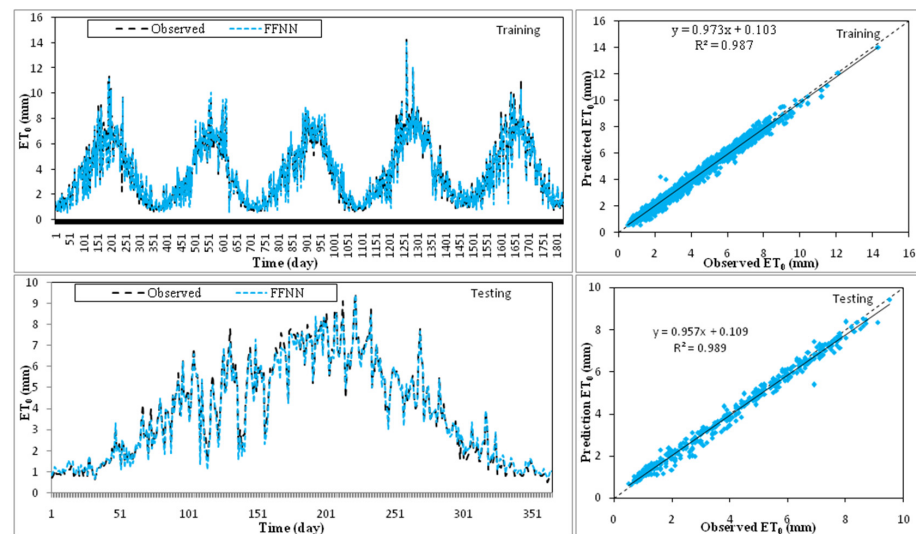 Observed FFNN Training
ET₀ (mm)
16
14
12
10
8
6
4
2
0
1 51 101 151 201 251 301 351 401 451 501 551 601 651 701 751 801 851 901 951 1001 1051 1101 1151 1201 1251 1301 1351 1401 1451 1501 1551 1601 1651 1701 1751 1801
Time (day)
y = 0.973x + 0.103
R² = 0.987
Training
Predicted ET₀ (mm)
16
14
12
10
8
6
4
2
0
0 2 4 6 8 10 12 14 16
Observed ET₀ (mm)
Observed FFNN Testing
ET₀ (mm)
10
9
8
7
6
5
4
3
2
1
0
1 51 101 151 201 251 301 351
Time (day)
Testing
y = 0.957x + 0.109
R² = 0.989
Prediction ET₀ (mm)
10
8
6
4
2
0
0 2 4 6 8 10
Observed ET₀ (mm)